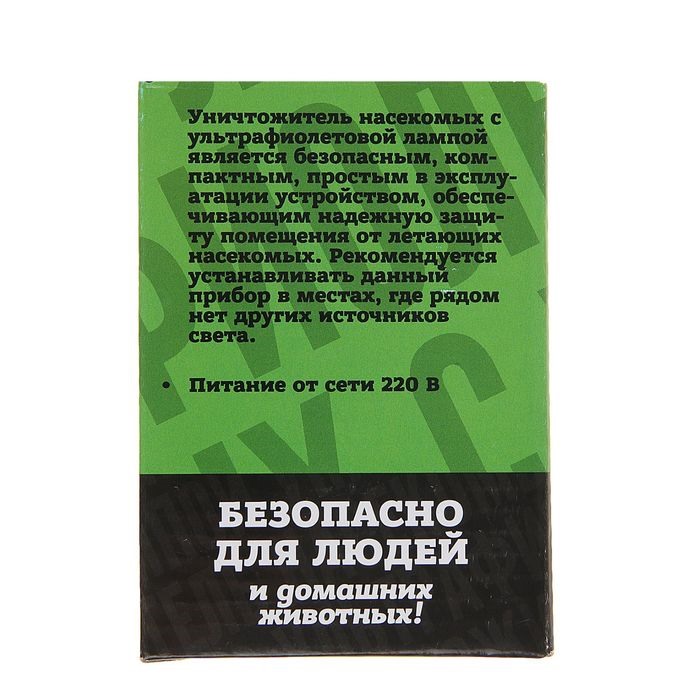 Уничтожитель насекомых с
ультрафиолетовой лампой
является безопасным, ком-
пактным, простым в эксплу-
атации устройством, обеспе-
чивающим надежную защи-
ту помещения от летающих
насекомых. Рекомендуется
устанавливать данный
прибор в местах, где рядом
нет других источников
света.
• Питание от сети 220 В
БЕЗОПАСНО
ДЛЯ ЛЮДЕЙ
и домашних
животных!